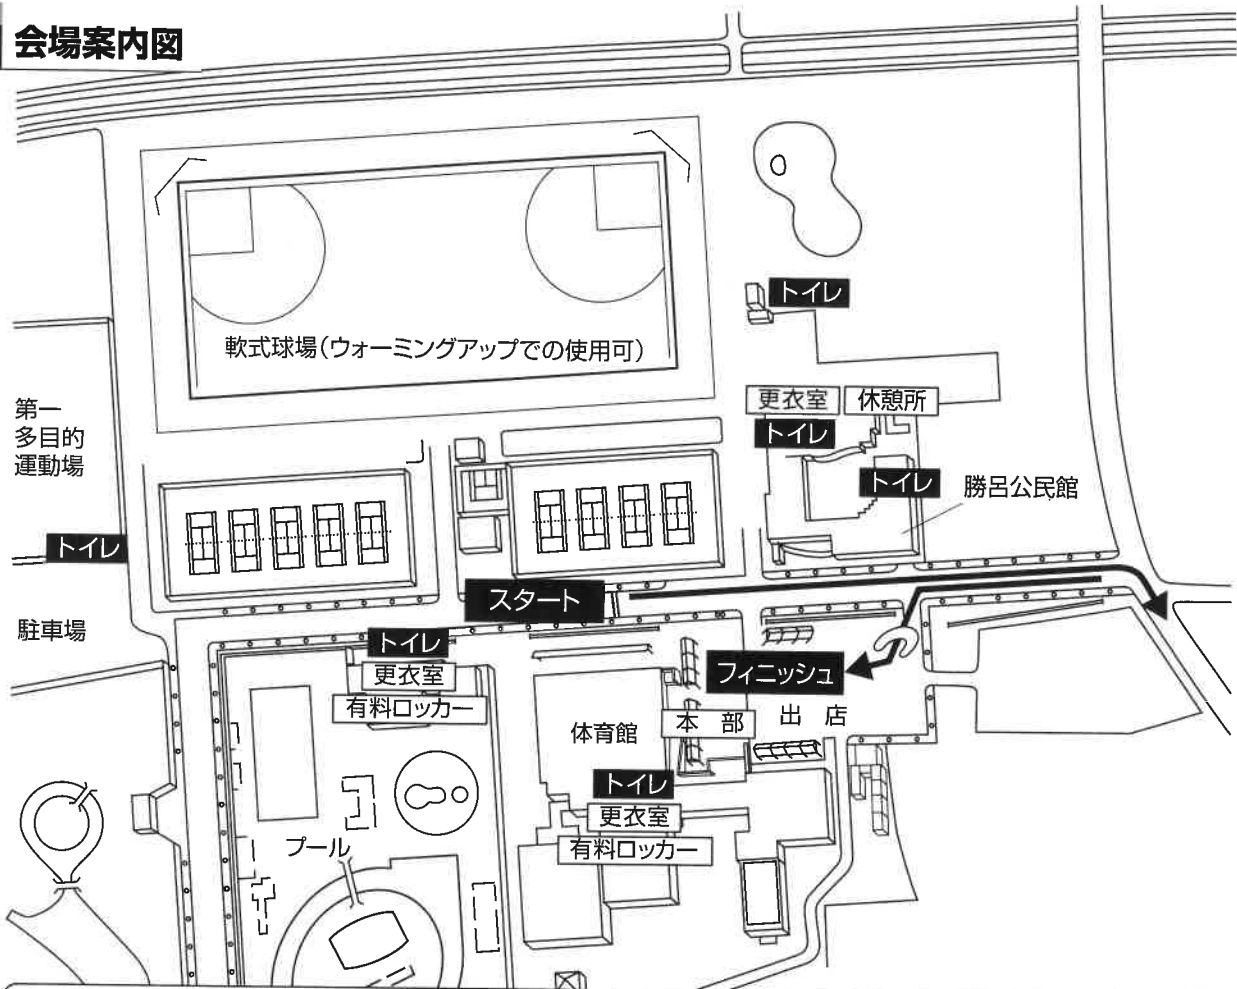 会場案内図
トイレ
軟式球場（ウォーミングアップでの使用可）
更衣室
休憩所
トイレ
第一
多目的
運動場
トイレ
勝呂公民館
トイレ
スタート
駐車場
トイレ
更衣室
有料ロッカー
フィニッシュ
本　部
出　店
体育館
トイレ
更衣室
有料ロッカー
プール